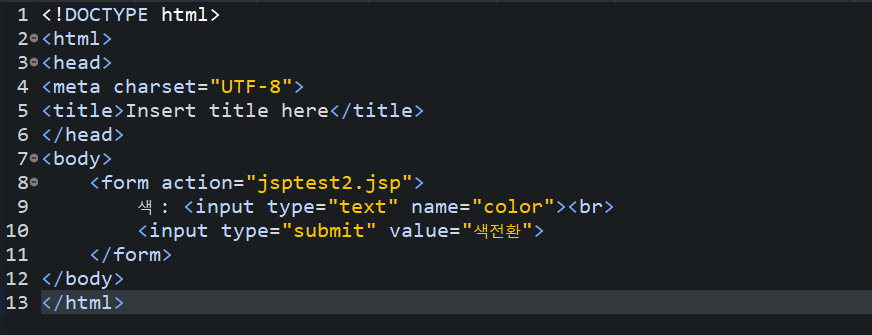 1 <!DOCTYPE html>
2 <html>
3 <head>
4 <meta charset="UTF-8">
5 <title>Insert title here</title>
6 </head>
7 <body>
8     <form action="jsptest2.jsp">
9         색 : <input type="text" name="color"><br>
10         <input type="submit" value="색전환">
11     </form>
12 </body>
13 </html>